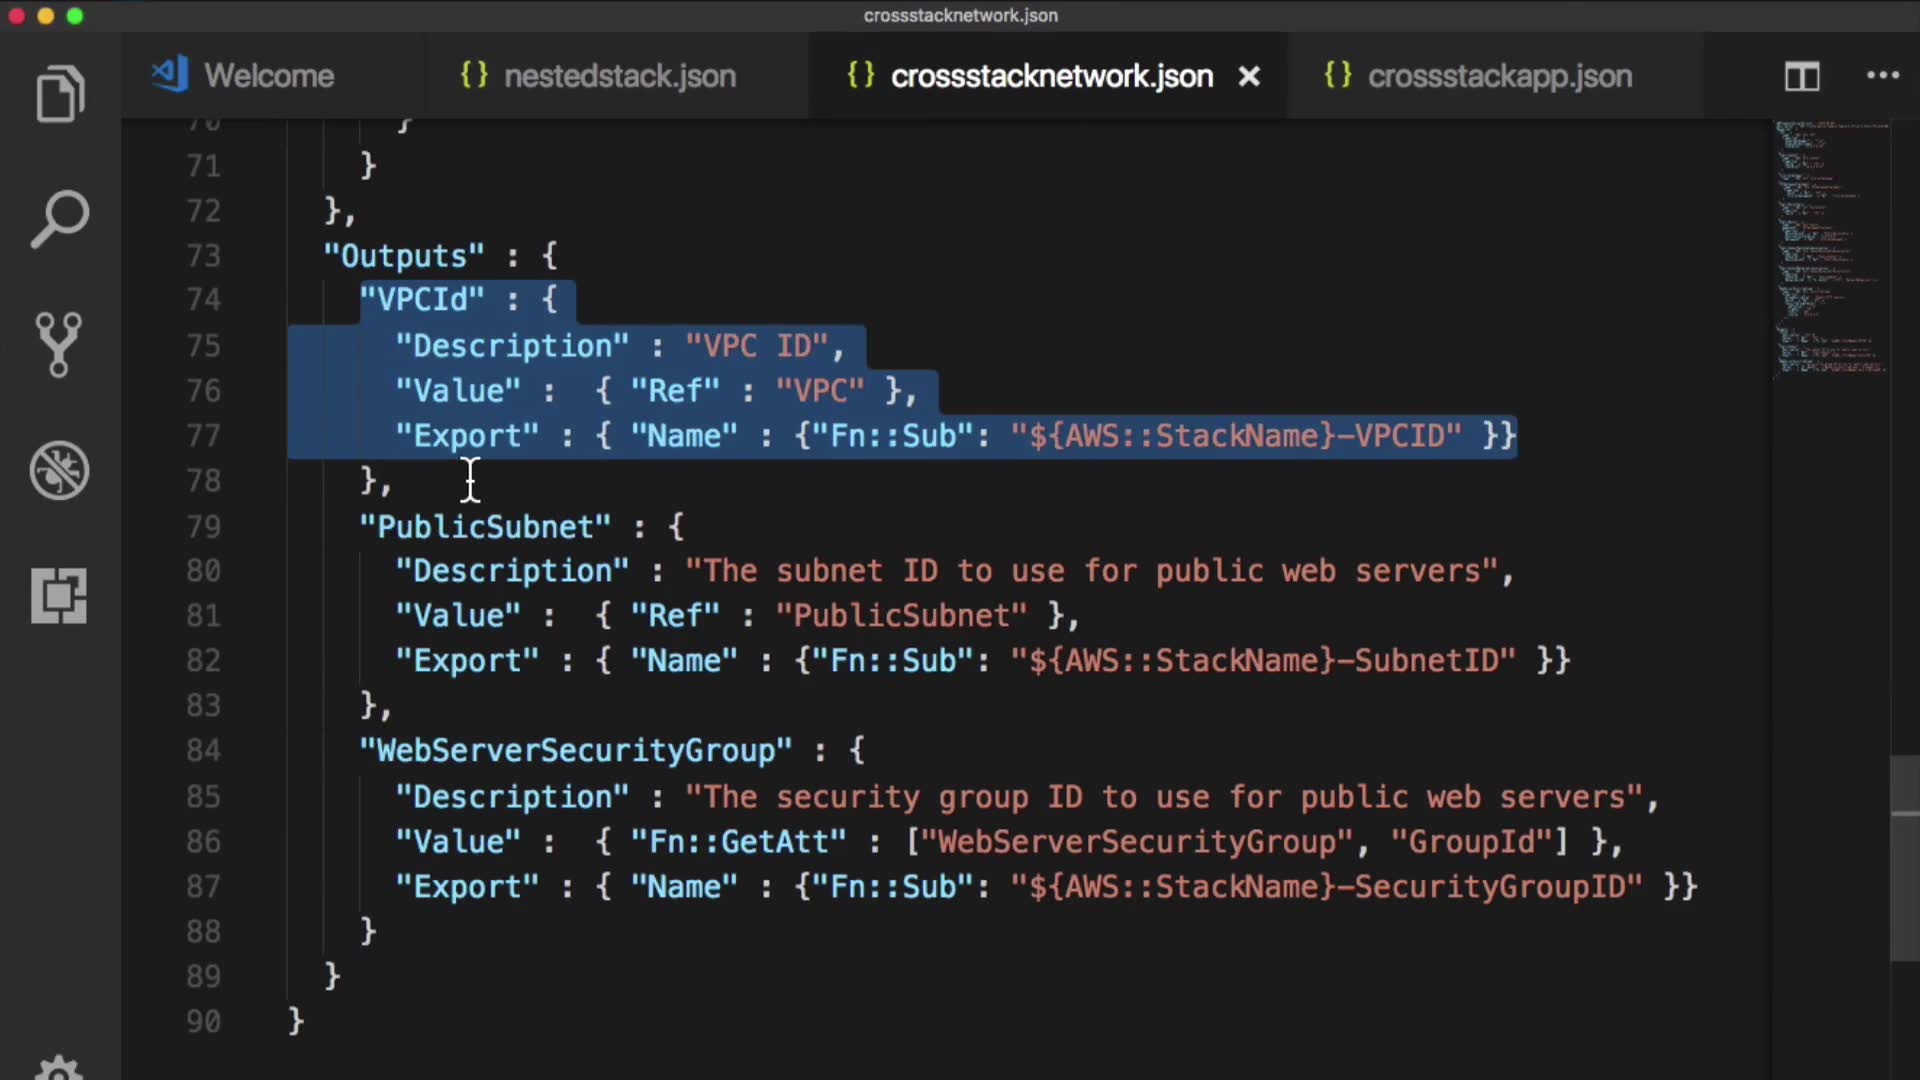 crossstacknetwork.json
Welcome
{} nestedstack.json
{} crossstacknetwork.json ×
{} crossstackapp.json
70 }
71 }
72 },
73 "Outputs" : {
74 "VPCId" : {
75 "Description" : "VPC ID",
76 "Value" :  { "Ref" : "VPC" },
77 "Export" : { "Name" : {"Fn::Sub": "${AWS::StackName}-VPCID" }}
78 },
79 "PublicSubnet" : {
80 "Description" : "The subnet ID to use for public web servers",
81 "Value" :  { "Ref" : "PublicSubnet" },
82 "Export" : { "Name" : {"Fn::Sub": "${AWS::StackName}-SubnetID" }}
83 },
84 "WebServerSecurityGroup" : {
85 "Description" : "The security group ID to use for public web servers",
86 "Value" :  { "Fn::GetAtt" : ["WebServerSecurityGroup", "GroupId"] },
87 "Export" : { "Name" : {"Fn::Sub": "${AWS::StackName}-SecurityGroupID" }}
88 }
89 }
90 }